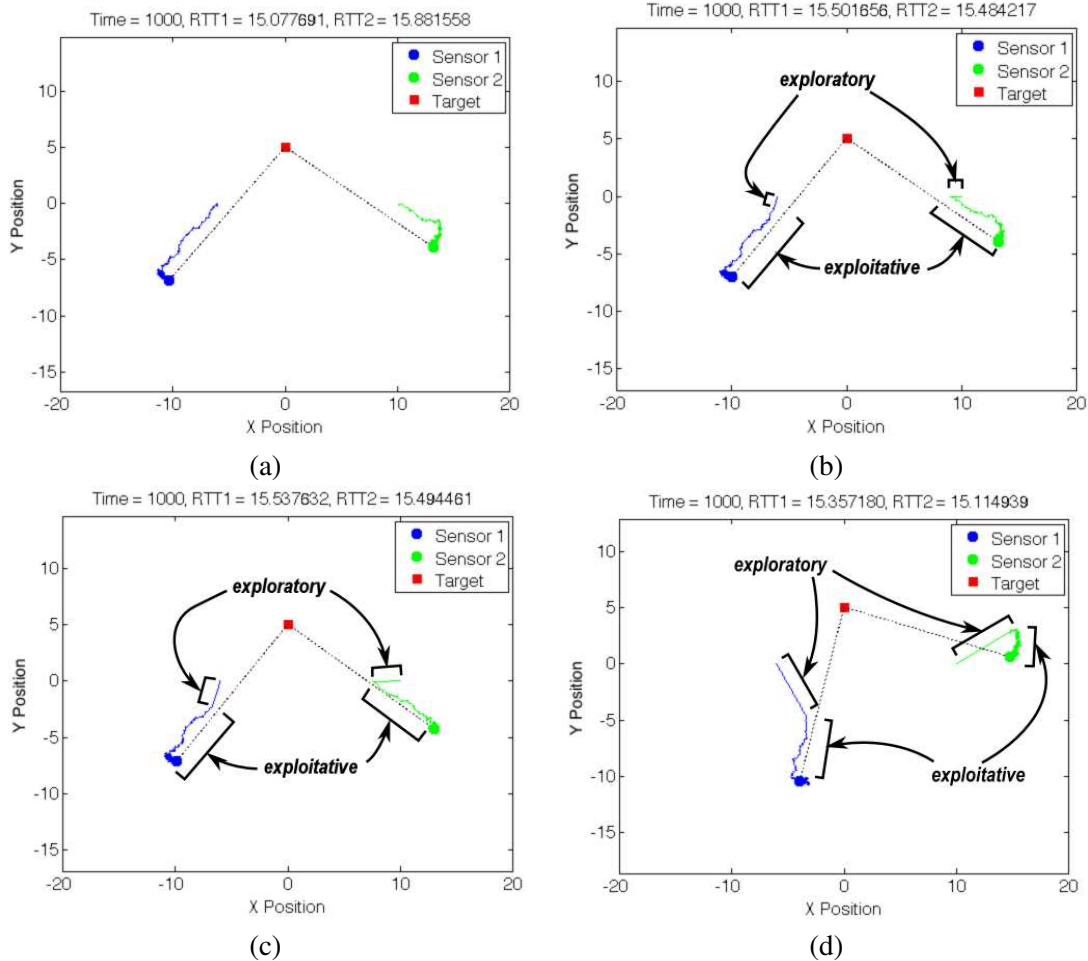 Time = 1000, RTT1 = 15.077691, RTT2 = 15.881558
Sensor 1
Sensor 2
Target
10
5
0
-5
-10
-15
Y Position
-20
-10
0
10
20
X Position
(a)
Time = 1000, RTT1 = 15.501656, RTT2 = 15.484217
Sensor 1
Sensor 2
Target
exploratory
exploitative
10
5
0
-5
-10
-15
Y Position
-20
-10
0
10
20
X Position
(b)
Time = 1000, RTT1 = 15.537632, RTT2 = 15.494461
Sensor 1
Sensor 2
Target
exploratory
exploitative
10
5
0
-5
-10
-15
Y Position
-20
-10
0
10
20
X Position
(c)
Time = 1000, RTT1 = 15.357180, RTT2 = 15.114939
Sensor 1
Sensor 2
Target
exploratory
exploitative
10
5
0
-5
-10
-15
Y Position
-20
-10
0
10
20
X Position
(d)